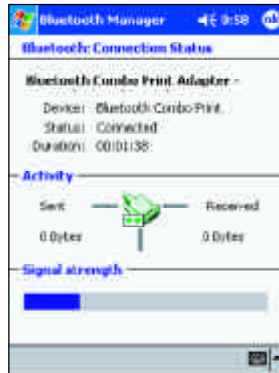 Bluetooth Manager 9:58 ok
Bluetooth: Connection Status
Bluetooth Combo Print Adapter -
Device: Bluetooth Combo Print
Status: Connected
Duration: 00:01:38
Activity
Sent Received
0 Bytes 0 Bytes
Signal strength